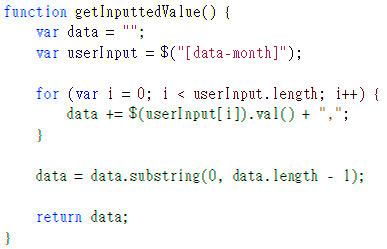 function getInputtedValue() {
    var data = "";
    var userInput = $("[data-month]");

    for (var i = 0; i < userInput.length; i++) {
        data += $(userInput[i]).val() + ",";
    }

    data = data.substring(0, data.length - 1);

    return data;
}